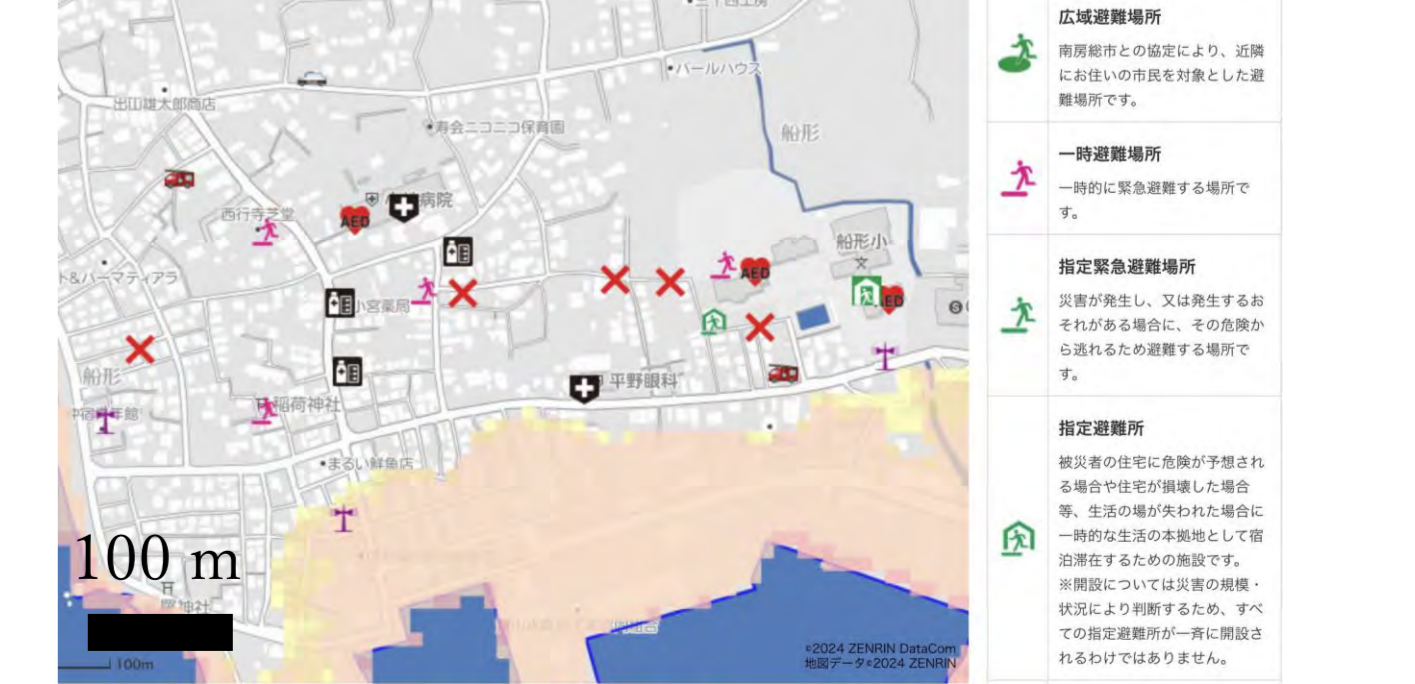 •バールハウス
出山雄太郎商店
•寿会ニコニコ保育園
船形
病院
AED
西行寺芝堂
ト&バーマティアラ
船形小
文
AED
ED
小宮薬局
船形
平野眼科
稲荷神社
•まるい鮮魚店
100 m
神社
100m
©2024 ZENRIN DataCom
地図データ©2024 ZENRIN
広域避難場所
南房総市との協定により、近隣
にお住いの市民を対象とした避
難場所です。
一時避難場所
一時的に緊急避難する場所で
す。
指定緊急避難場所
災害が発生し、又は発生するお
それがある場合に、その危険か
ら逃れるため避難する場所で
す。
指定避難所
被災者の住宅に危険が予想され
る場合や住宅が損壊した場合
等、生活の場が失われた場合に
一時的な生活の本拠地として宿
泊滞在するための施設です。
※開設については災害の規模・
状況により判断するため、すべ
ての指定避難所が一斉に開設さ
れるわけではありません。